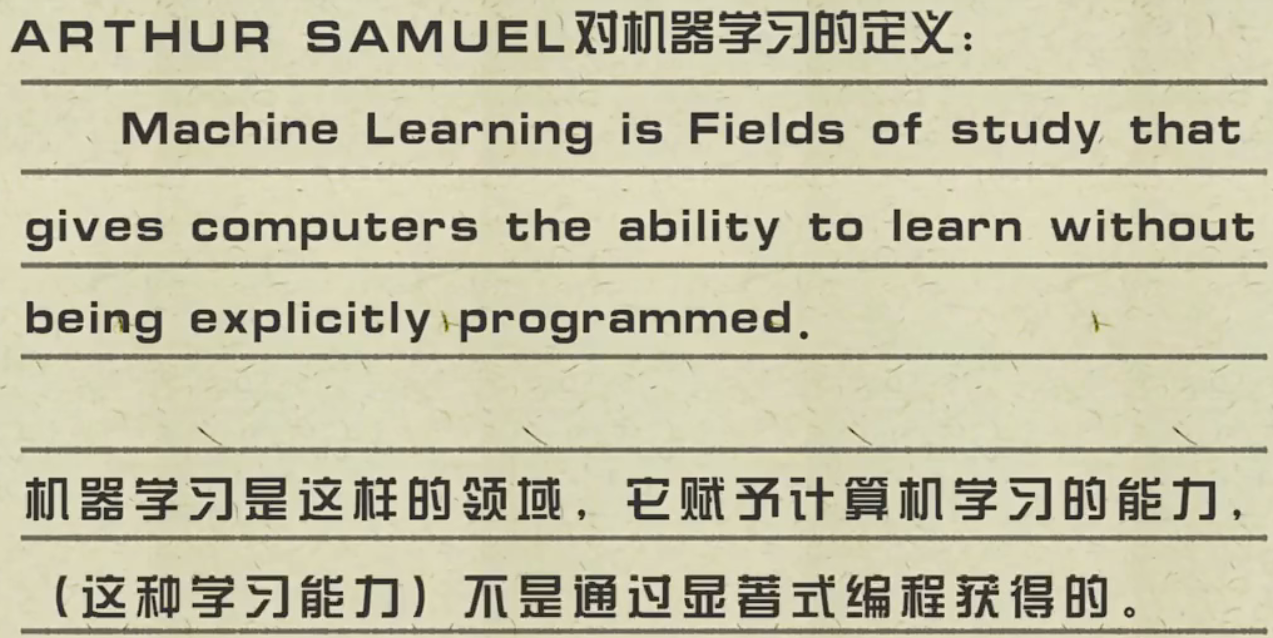 ARTHUR SAMUEL对机器学习的定义：
Machine Learning is Fields of study that
gives computers the ability to learn without
being explicitly programmed.
机器学习是这样的领域，它赋予计算机学习的能力，
（这种学习能力）不是通过显著式编程获得的。